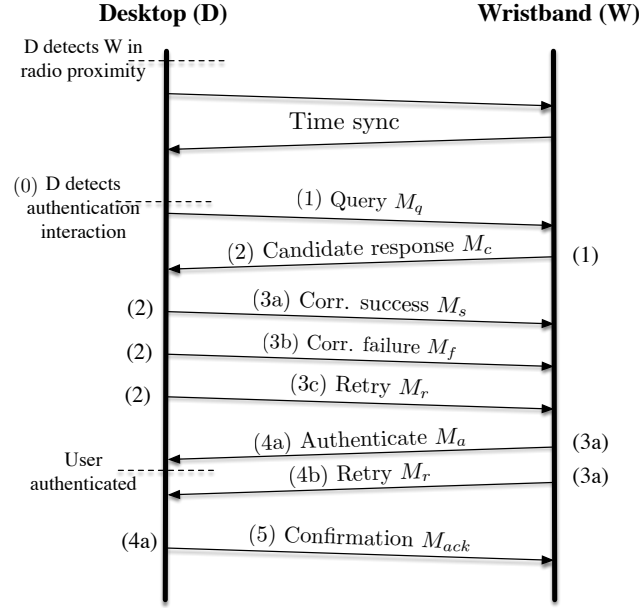 Desktop (D) Wristband (W)
D detects W in
radio proximity
Time sync
(0) D detects
authentication
interaction
(1) Query M_q
(2) Candidate response M_c (1)
(2) (3a) Corr. success M_s
(2) (3b) Corr. failure M_f
(2) (3c) Retry M_r
(4a) Authenticate M_a (3a)
User
authenticated
(4b) Retry M_r (3a)
(4a) (5) Confirmation M_{ack}